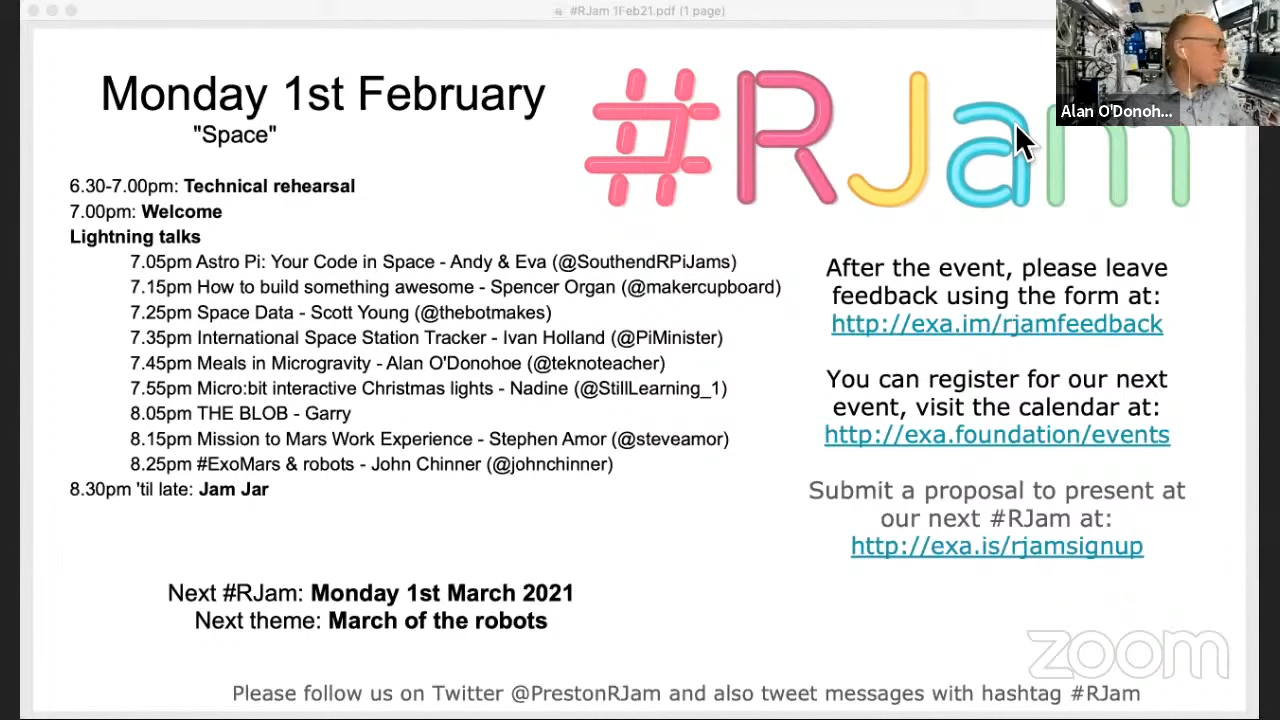 #RJam 1Feb21.pdf (1 page)
Monday 1st February
"Space"
#RJam
Alan O'Donoh...
6.30-7.00pm: Technical rehearsal
7.00pm: Welcome
Lightning talks
7.05pm Astro Pi: Your Code in Space - Andy & Eva (@SouthendRPiJams)
7.15pm How to build something awesome - Spencer Organ (@makercupboard)
7.25pm Space Data - Scott Young (@thebotmakes)
7.35pm International Space Station Tracker - Ivan Holland (@PiMinister)
7.45pm Meals in Microgravity - Alan O'Donohoe (@teknoteacher)
7.55pm Micro:bit interactive Christmas lights - Nadine (@StillLearning_1)
8.05pm THE BLOB - Garry
8.15pm Mission to Mars Work Experience - Stephen Amor (@steveamor)
8.25pm #ExoMars & robots - John Chinner (@johnchinner)
8.30pm 'til late: Jam Jar
After the event, please leave
feedback using the form at:
http://exa.im/rjamfeedback
You can register for our next
event, visit the calendar at:
http://exa.foundation/events
Submit a proposal to present at
our next #RJam at:
http://exa.is/rjamsignup
Next #RJam: Monday 1st March 2021
Next theme: March of the robots
zoom
Please follow us on Twitter @PrestonRJam and also tweet messages with hashtag #RJam